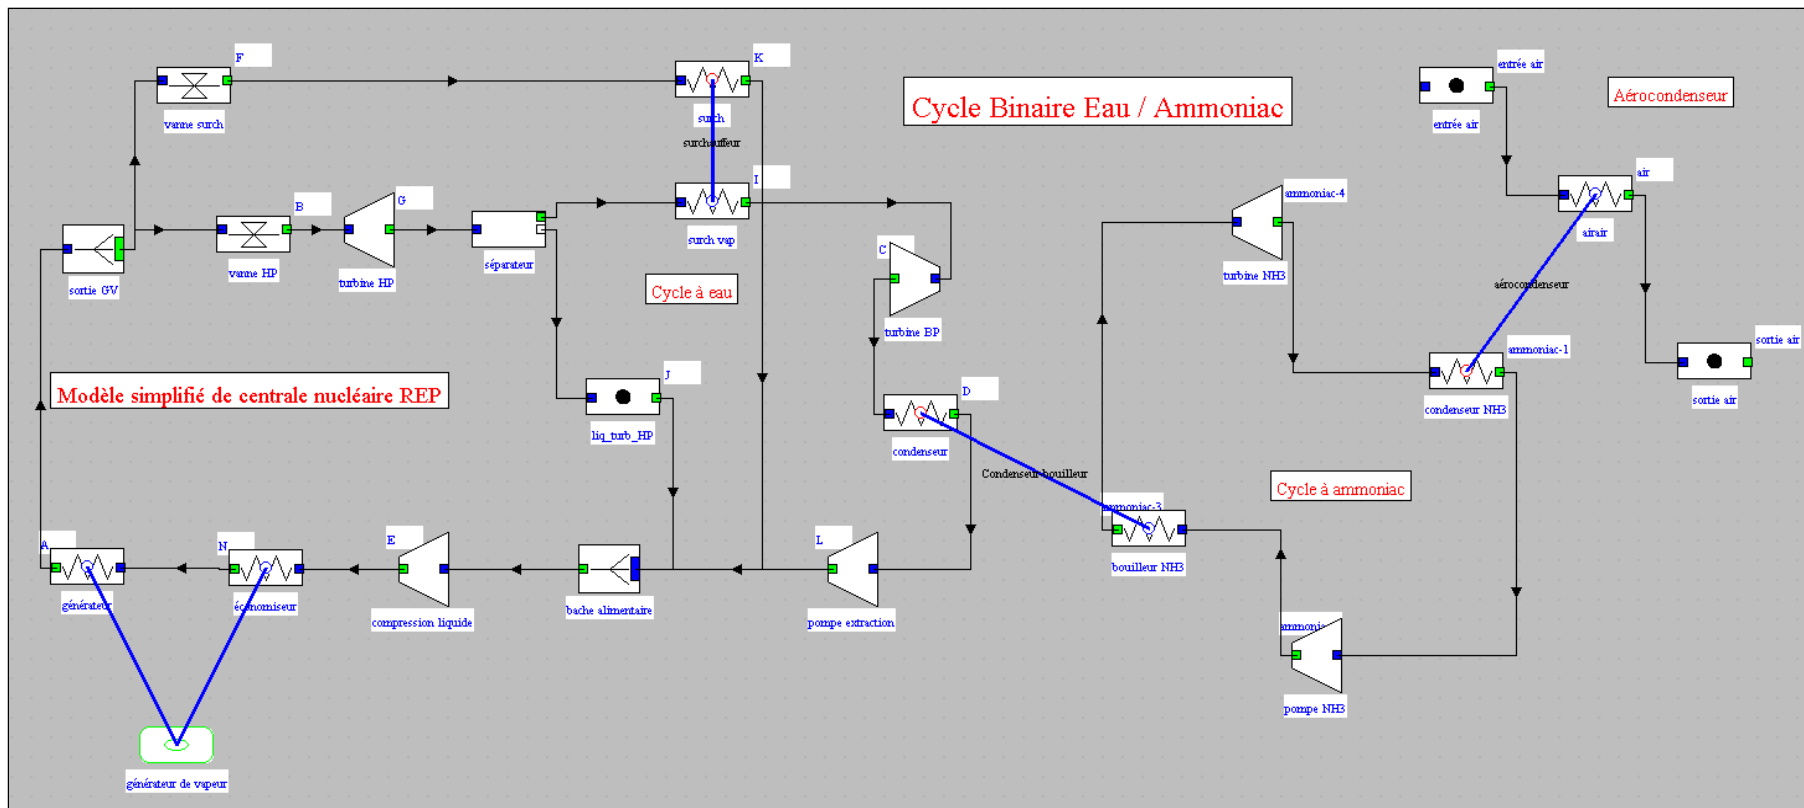 F
K
entrée air
Cycle Binaire Eau / Ammoniac
Aérocondenseur
vanne surch
surch
entrée air
surchauffeur
I
air
B
G
ammoniac-4
surch vap
airair
C
vanne HP
turbine HP
séparateur
turbine NH3
sortie GV
Cycle à eau
aérocondenseur
turbine BP
sortie air
ammoniac-1
J
Modèle simplifié de centrale nucléaire REP
D
condenseur NH3
sortie air
liq_turb_HP
condenseur
Condenseur-bouilleur
Cycle à ammoniac
ammoniac-3
A
N
E
L
bouilleur NH3
générateur
économiseur
compression liquide
bache alimentaire
pompe extraction
pompe NH3
générateur de vapeur